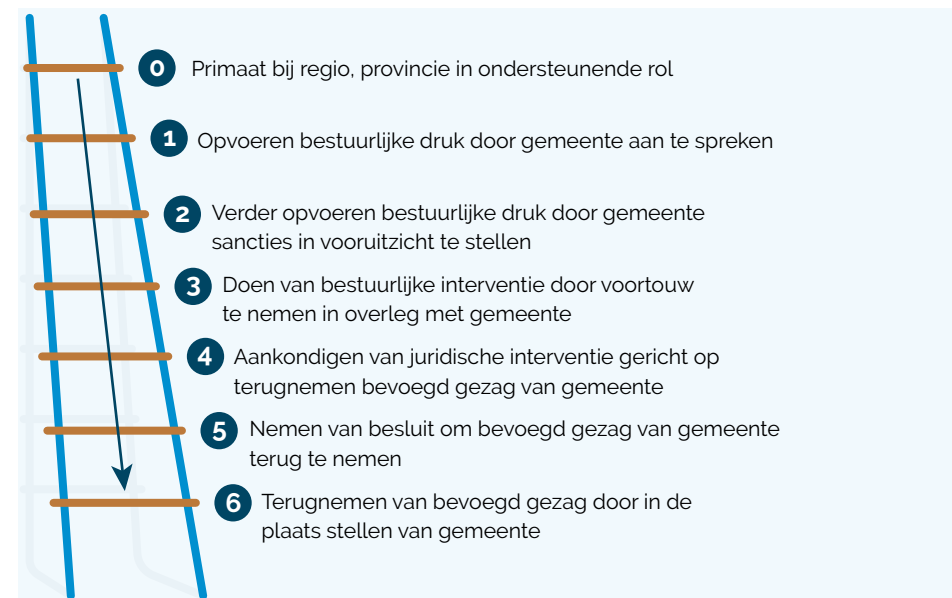 0 Primaat bij regio, provincie in ondersteunende rol
1 Opvoeren bestuurlijke druk door gemeente aan te spreken
2 Verder opvoeren bestuurlijke druk door gemeente
sancties in vooruitzicht te stellen
3 Doen van bestuurlijke interventie door voortouw
te nemen in overleg met gemeente
4 Aankondigen van juridische interventie gericht op
terugnemen bevoegd gezag van gemeente
5 Nemen van besluit om bevoegd gezag van gemeente
terug te nemen
6 Terugnemen van bevoegd gezag door in de
plaats stellen van gemeente